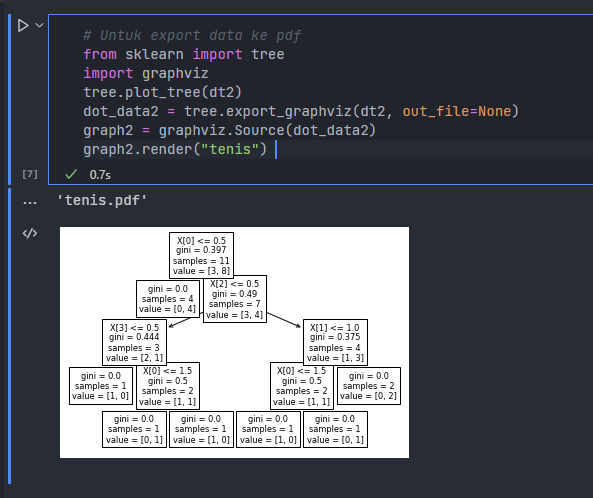 # Untuk export data ke pdf
from sklearn import tree
import graphviz
tree.plot_tree(dt2)
dot_data2 = tree.export_graphviz(dt2, out_file=None)
graph2 = graphviz.Source(dot_data2)
graph2.render("tenis")
[7]
0.7s
...
'tenis.pdf'
X[0] <= 0.5
gini = 0.397
samples = 11
value = [3, 8]
gini = 0.0
samples = 4
value = [0, 4]
X[2] <= 0.5
gini = 0.49
samples = 7
value = [3, 4]
X[3] <= 0.5
gini = 0.444
samples = 3
value = [2, 1]
X[1] <= 1.0
gini = 0.375
samples = 4
value = [1, 3]
gini = 0.0
samples = 1
value = [1, 0]
X[0] <= 1.5
gini = 0.5
samples = 2
value = [1, 1]
X[0] <= 1.5
gini = 0.5
samples = 2
value = [1, 1]
gini = 0.0
samples = 2
value = [0, 2]
gini = 0.0
samples = 1
value = [0, 1]
gini = 0.0
samples = 1
value = [1, 0]
gini = 0.0
samples = 1
value = [1, 0]
gini = 0.0
samples = 1
value = [0, 1]